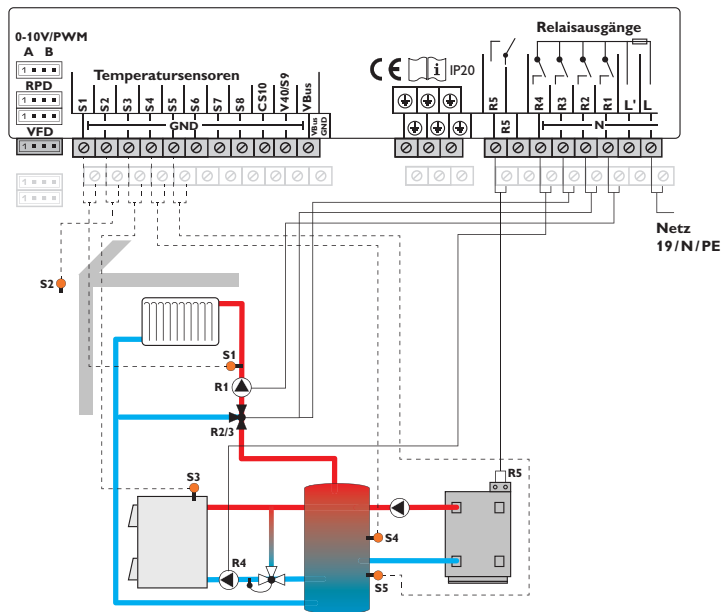 0-10V/PWM
A B
RPD
VFD
Temperatursensoren
S1 S2 S3 S4 S5 S6 S7 S8 CS10 V40/S9 VBus
GND
VBus GND
CE i IP20
Relaisausgänge
R5 R5 R4 R3 R2 R1 L' L
N
Netz
19/N/PE
S2
S1
R1
R2/3
S3
R5
S4
R4
S5